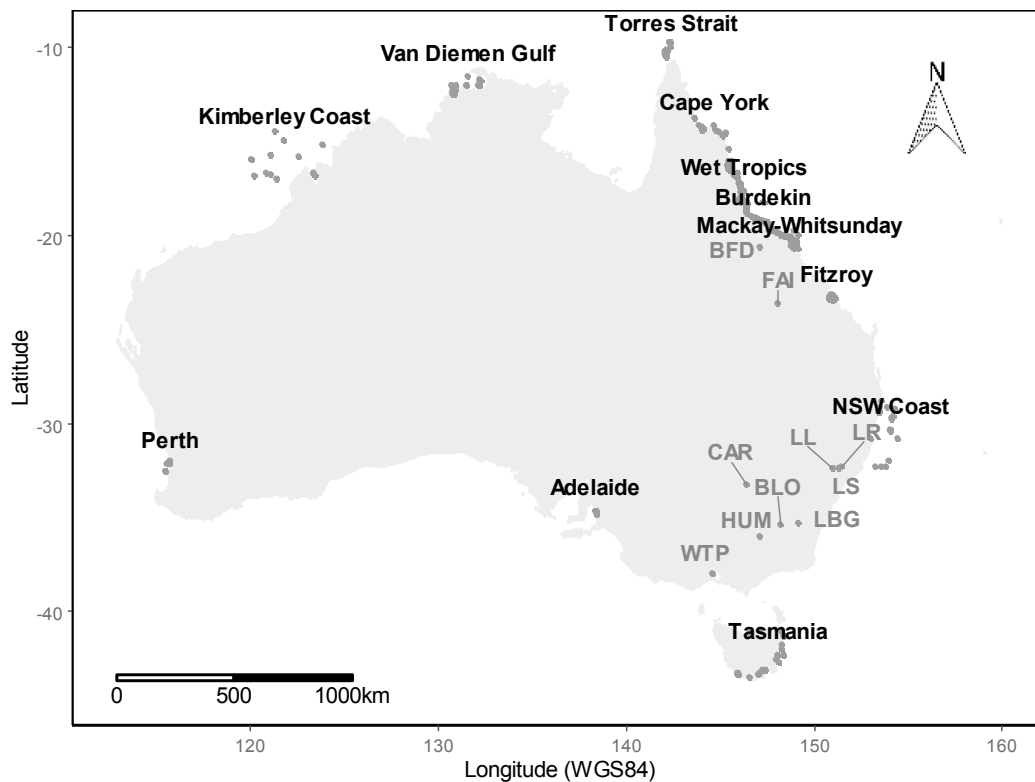 Torres Strait
-10
Van Diemen Gulf
N
Cape York
Kimberley Coast
Wet Tropics
Burdekin
-20
Mackay-Whitsunday
BFD
Fitzroy
FAI
NSW Coast
-30
LL
LR
Perth
CAR
Adelaide
BLO
LS
HUM
LBG
WTP
-40
Tasmania
0
500
1000km
120
130
140
150
160
Latitude
Longitude (WGS84)